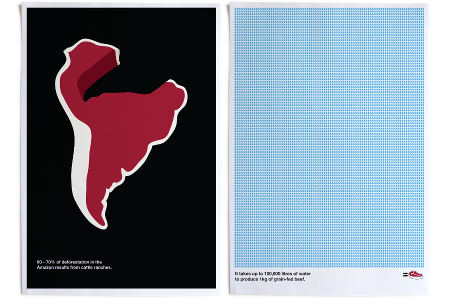 60 - 70% of deforestation in the
Amazon results from cattle ranches.
It takes up to 100,000 litres of water
to produce 1kg of grain-fed beef.
=